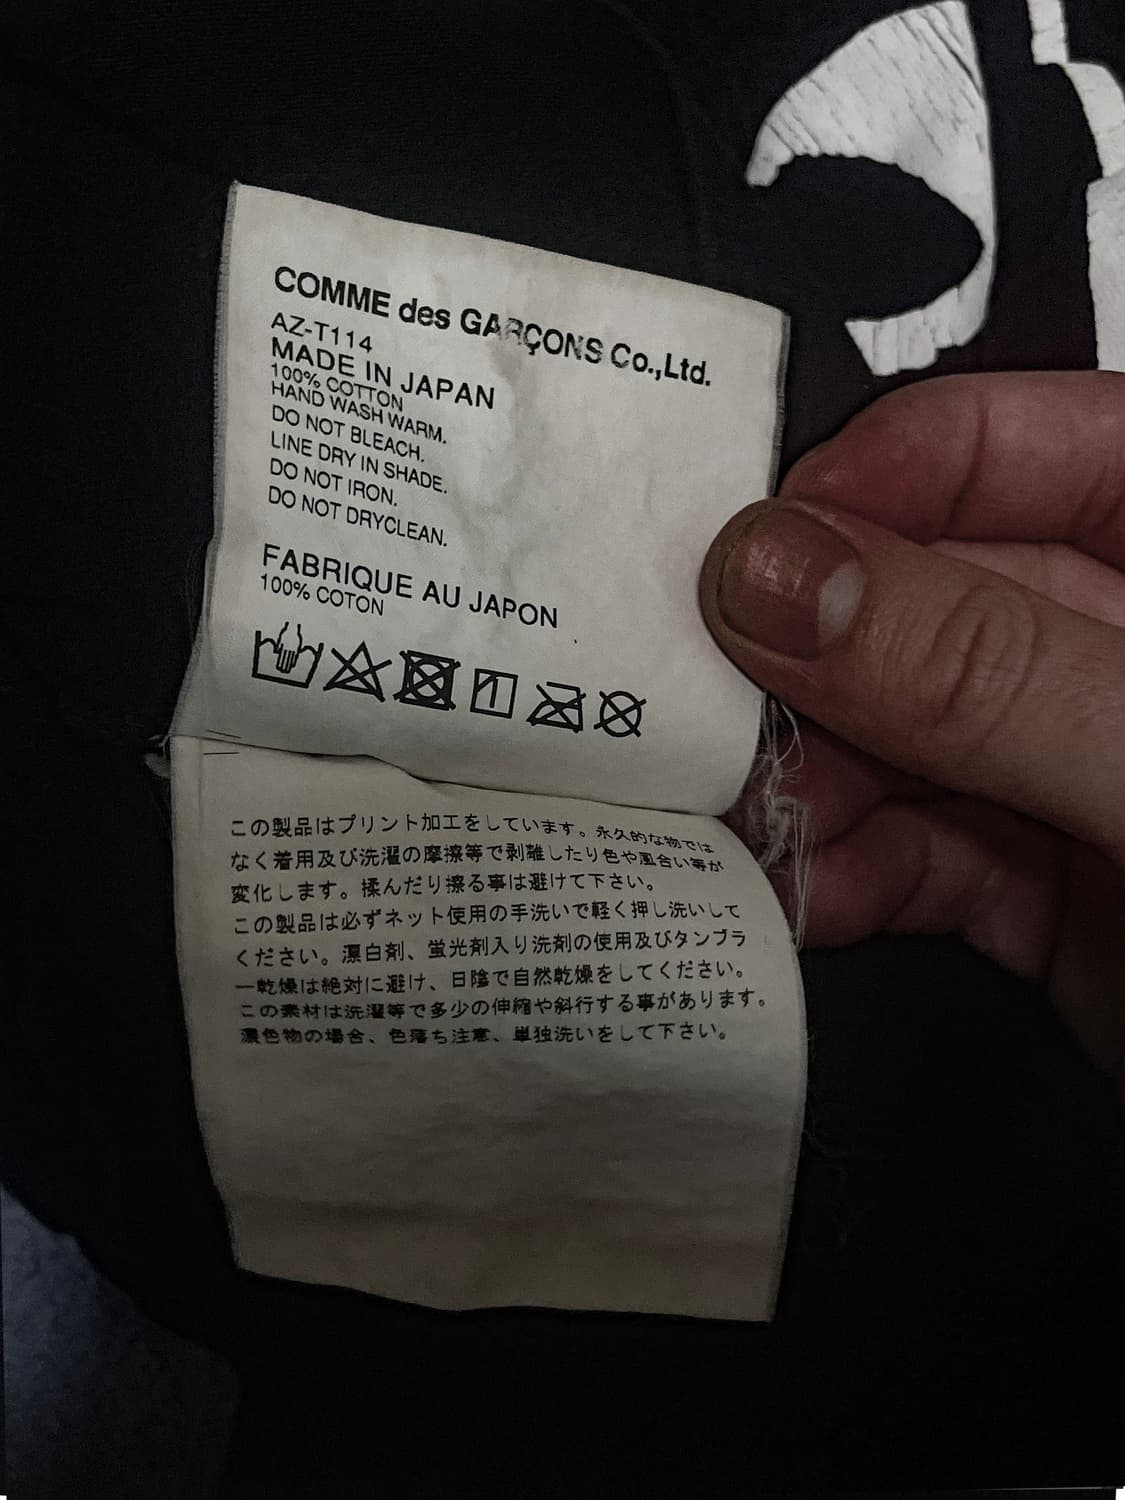 COMME des GARÇONS Co.,Ltd.
AZ-T114
MADE IN JAPAN
100% COTTON
HAND WASH WARM.
DO NOT BLEACH.
LINE DRY IN SHADE.
DO NOT IRON.
DO NOT DRYCLEAN.
FABRIQUE AU JAPON
100% COTON
この製品はプリント加工をしています。永久的な物では
なく着用及び洗濯の摩擦等で剥離したり色や風合い等が
変化します。揉んだり擦る事は避けて下さい。
この製品は必ずネット使用の手洗いで軽く押し洗いして
ください。漂白剤、蛍光剤入り洗剤の使用及びタンブラ
ー乾燥は絶対に避け、日陰で自然乾燥をしてください。
この素材は洗濯等で多少の伸縮や斜行する事があります。
濃色物の場合、色落ち注意、単独洗いをして下さい。